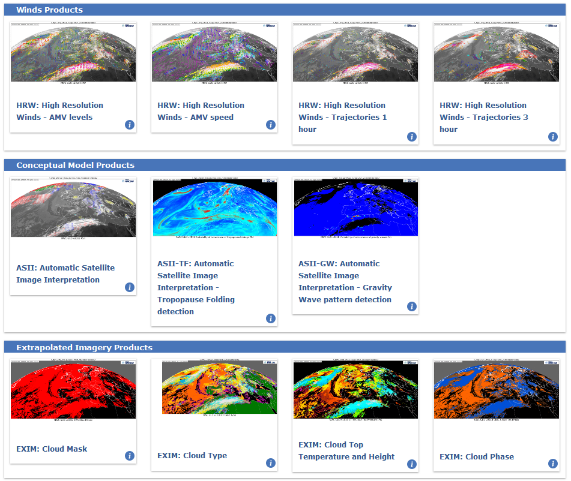 Winds Products
HRW: High Resolution
Winds - AMV levels
HRW: High Resolution
Winds - AMV speed
HRW: High Resolution
Winds - Trajectories 1
hour
HRW: High Resolution
Winds - Trajectories 3
hour
Conceptual Model Products
ASII: Automatic Satellite
Image Interpretation
ASII-TF: Automatic
Satellite Image
Interpretation -
Tropopause Folding
detection
ASII-GW: Automatic
Satellite Image
Interpretation - Gravity
Wave pattern detection
Extrapolated Imagery Products
EXIM: Cloud Mask
EXIM: Cloud Type
EXIM: Cloud Top
Temperature and Height
EXIM: Cloud Phase